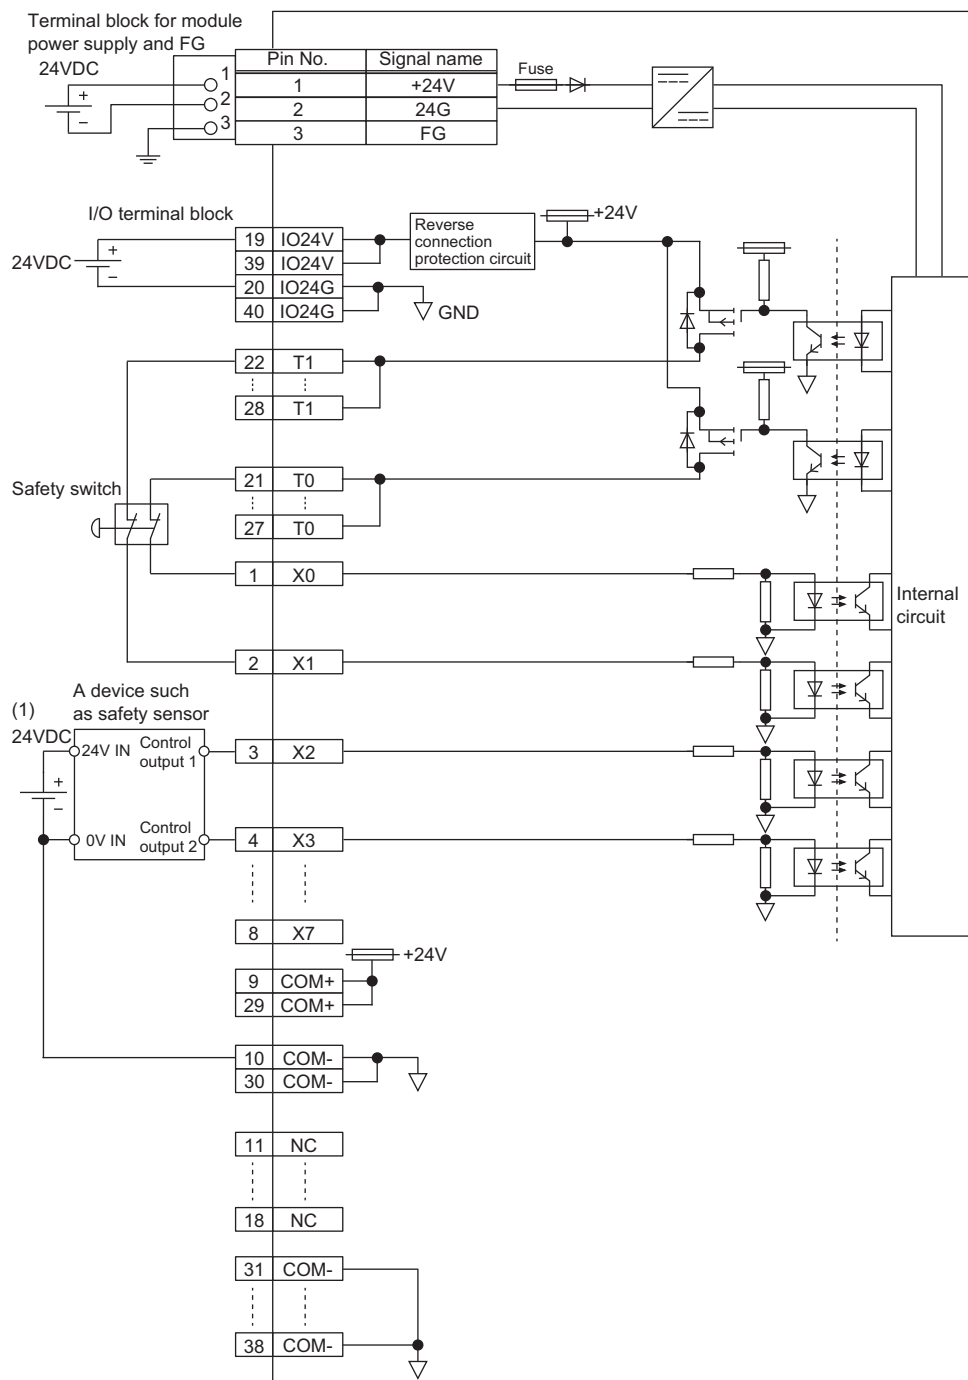 Terminal block for module
power supply and FG
24VDC
+
−
1
2
3
Pin No. Signal name
1 +24V
2 24G
3 FG
Fuse
I/O terminal block
24VDC
+
−
19 IO24V
39 IO24V
20 IO24G
40 IO24G
Reverse
connection
protection circuit
+24V
GND
22 T1
28 T1
Safety switch
21 T0
27 T0
1 X0
Internal
circuit
2 X1
(1)
24VDC
+
−
A device such
as safety sensor
24V IN
Control
output 1
0V IN
Control
output 2
3 X2
4 X3
8 X7
+24V
9 COM+
29 COM+
10 COM-
30 COM-
11 NC
18 NC
31 COM-
38 COM-